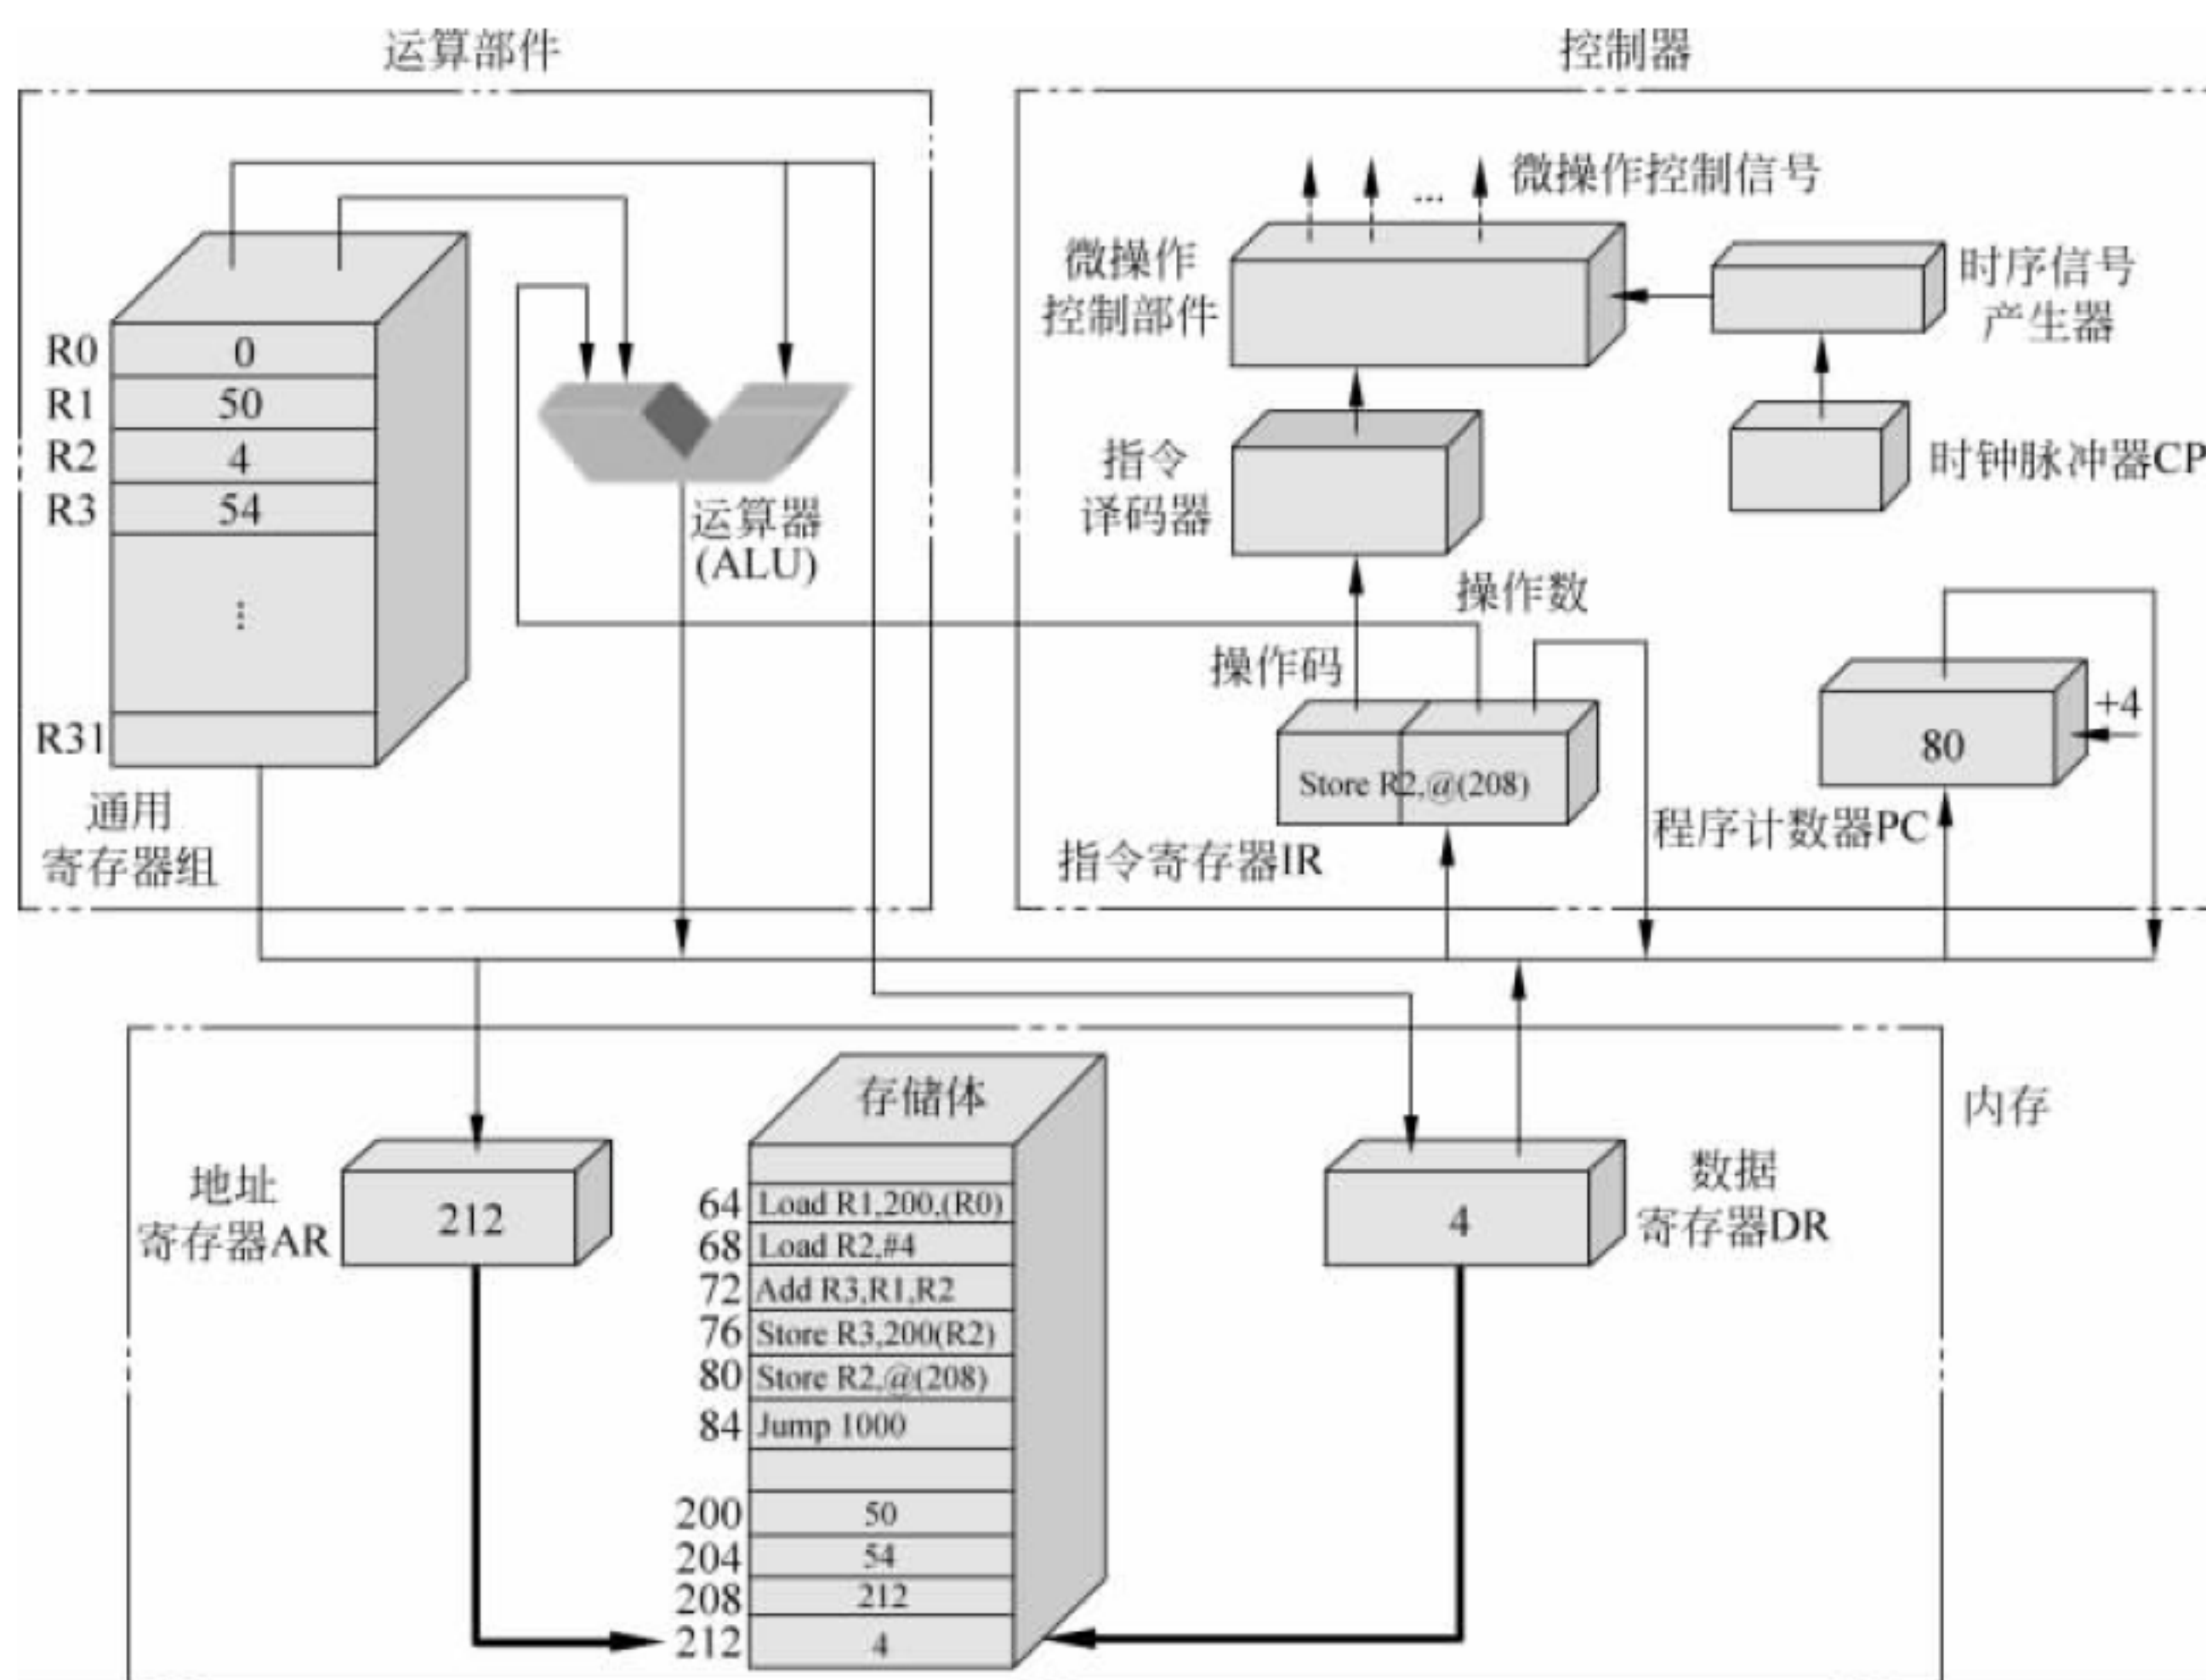 运算部件
控制器
微操作控制信号
...
微操作
控制部件
时序信号
产生器
R0
0
R1
50
R2
4
R3
54
⋮
R31
通用
寄存器组
运算器
(ALU)
指令
译码器
时钟脉冲器CP
操作数
操作码
Store R2,@(208)
指令寄存器IR
80
+4
程序计数器PC
内存
地址
寄存器AR
212
存储体
64
Load R1,200,(R0)
68
Load R2,#4
72
Add R3,R1,R2
76
Store R3,200(R2)
80
Store R2,@(208)
84
Jump 1000
200
50
204
54
208
212
212
4
4
数据
寄存器DR